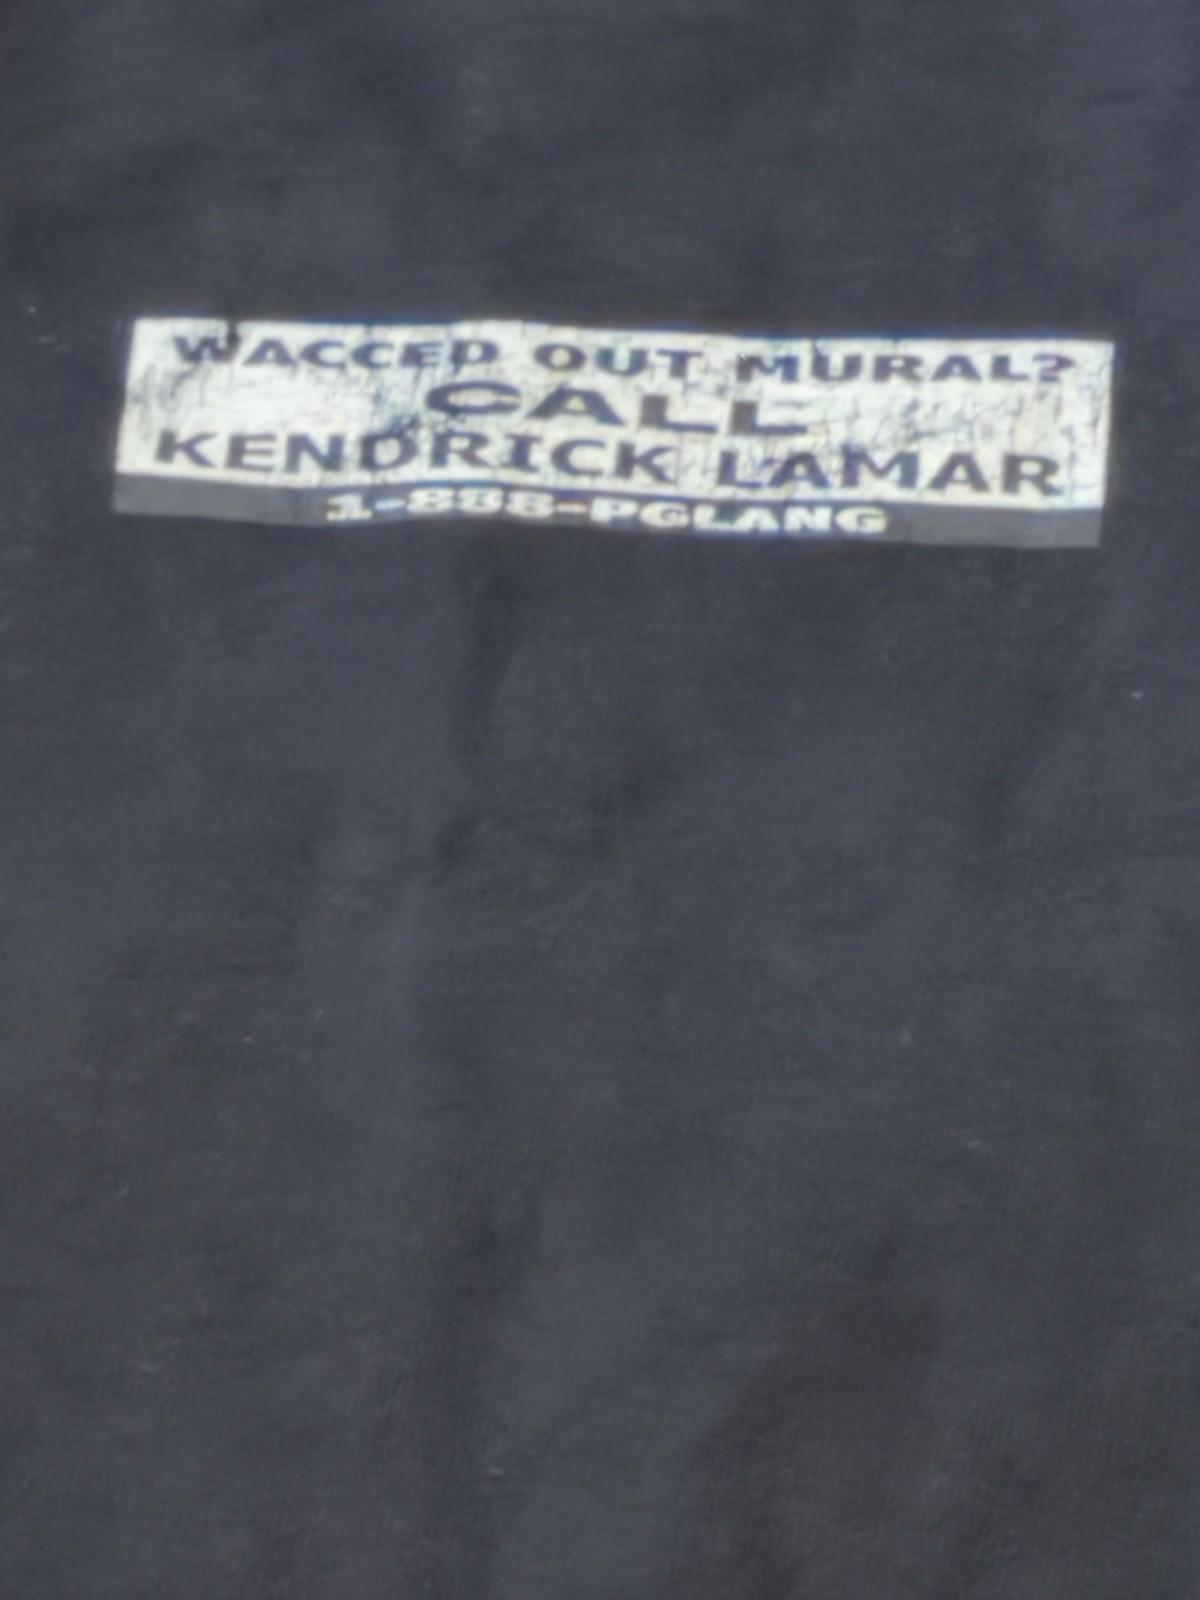 WACCED OUT MURAL?
CALL
KENDRICK LAMAR
1-888-PGLANG